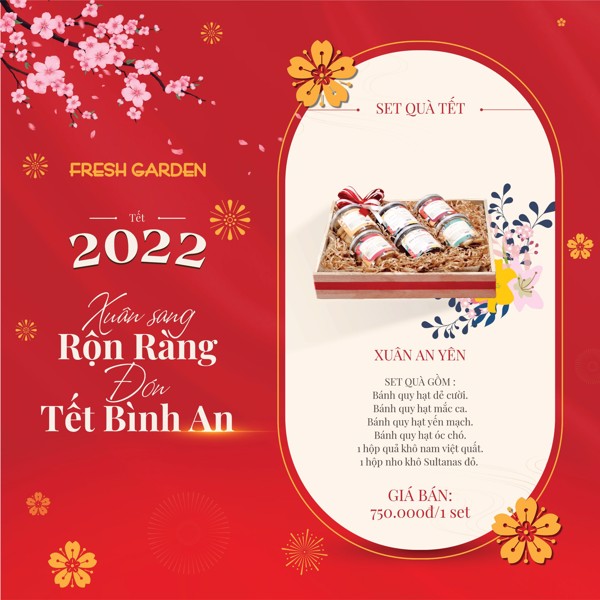 FRESH GARDEN
Tết
2022
Xuân sang
Rộn Ràng
Đón
Tết Bình An
SET QUÀ TẾT
XUÂN AN YÊN
SET QUÀ GỒM :
Bánh quy hạt dẻ cười.
Bánh quy hạt mắc ca.
Bánh quy hạt yến mạch.
Bánh quy hạt óc chó.
1 hộp quả khô nam việt quất.
1 hộp nho khô Sultanas đỏ.
GIÁ BÁN:
750.000đ/1 set